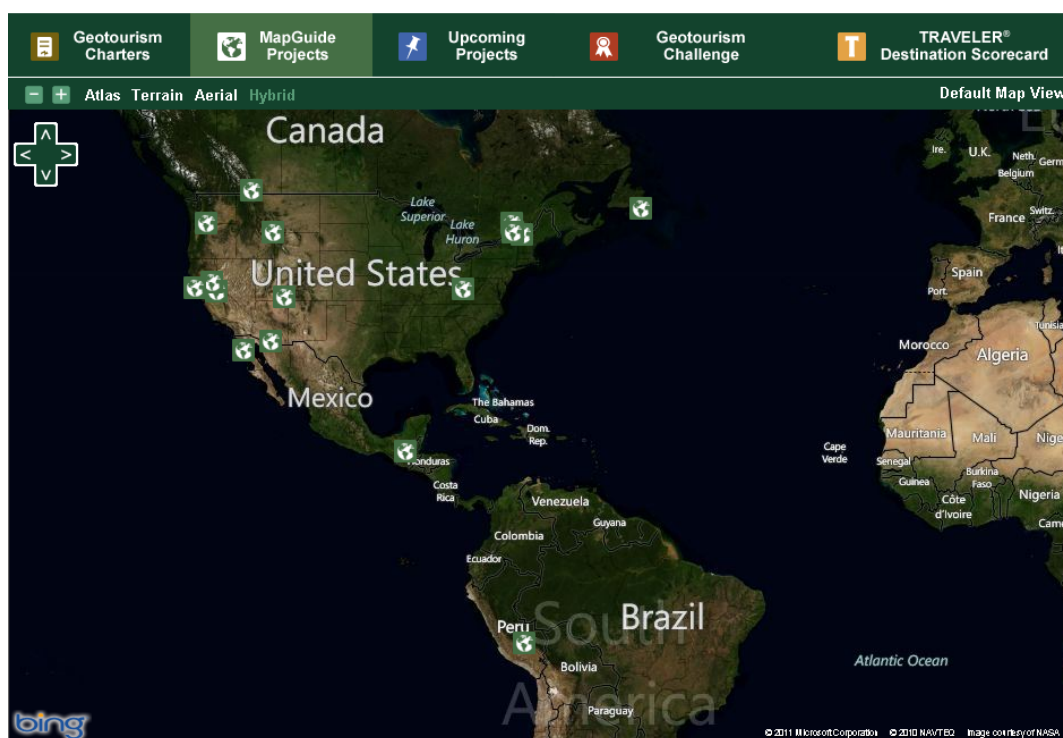 Geotourism
Charters
MapGuide
Projects
Upcoming
Projects
Geotourism
Challenge
T
TRAVELER®
Destination Scorecard
− + Atlas Terrain Aerial Hybrid
Default Map View
Canada
Ire.
U.K.
Neth.
Germ
Belgium
Lake
Superior
Lake
Huron
France
Switz.
United States
Spain
Port.
Tunisia
Morocco
Algeria
Mexico
The Bahamas
Cuba
Dom.
Rep.
Mauritania
Mali
Nige
Cape
Verde
Honduras
Senegal
Costa
Rica
Guinea
Burkina
Faso
Venezuela
Côte
d'Ivoire
Nigeria
Guyana
Came
Colombia
Ecuador
Brazil
Peru
South
America
Bolivia
Atlantic Ocean
Paraguay
bing
© 2011 Microsoft Corporation © 2010 NAVTEQ Image courtesy of NASA